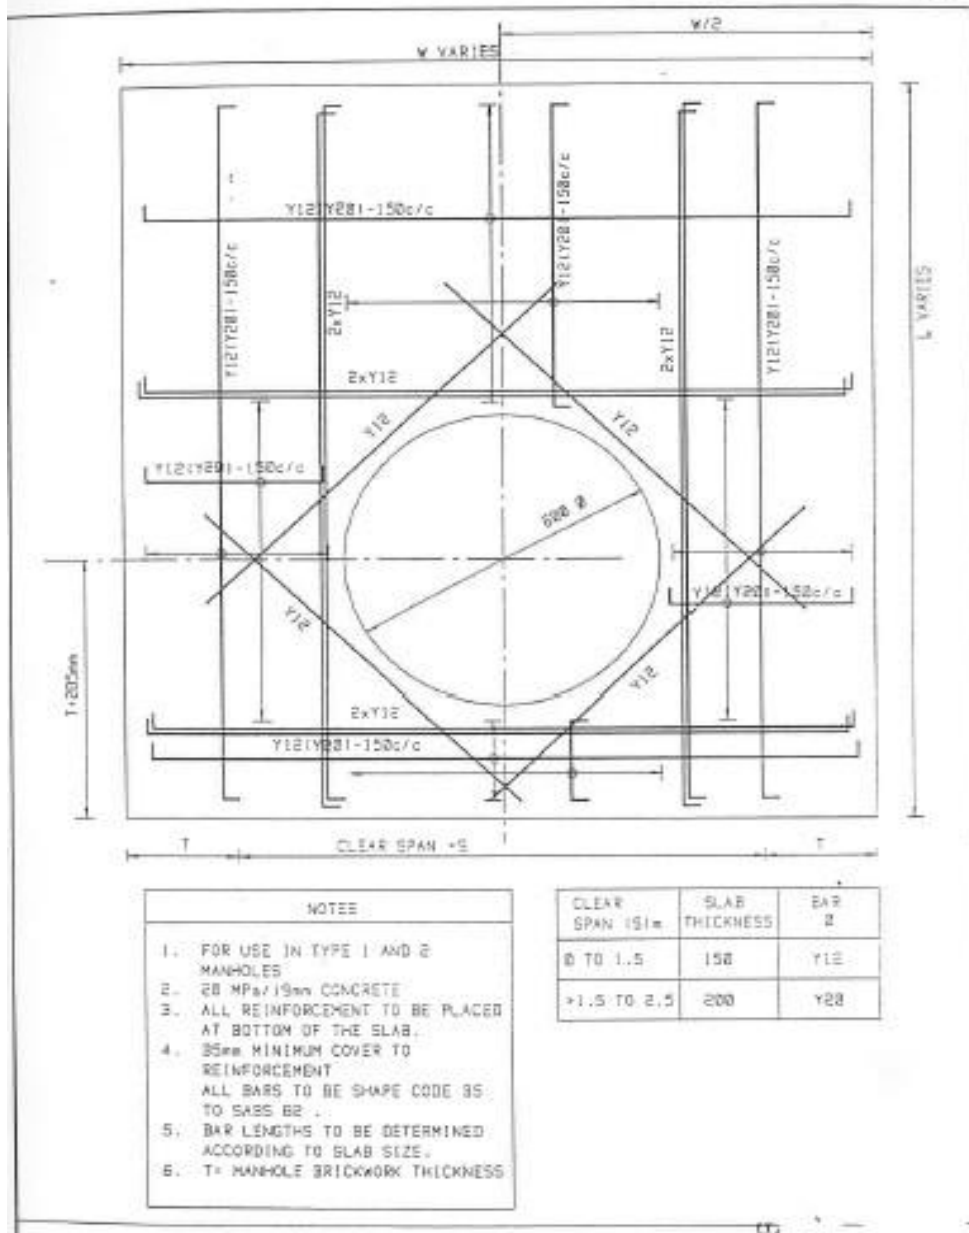 W/2
W VARIES
Y12(Y20)-150c/c
Y12(Y20)-150c/c
Y12(Y20)-150c/c
Y12(Y20)-150c/c
2xY12
2xY12
L VARIES
2xY12
Y12
Y12
Y12(Y20)-150c/c
600 Ø
Y12(Y20)-150c/c
Y12
Y12
T+205mm
2xY12
Y12(Y20)-150c/c
T
CLEAR SPAN =S
T
NOTES
1. FOR USE IN TYPE 1 AND 2
MANHOLES
2. 20 MPa/19mm CONCRETE
3. ALL REINFORCEMENT TO BE PLACED
AT BOTTOM OF THE SLAB.
4. 35mm MINIMUM COVER TO
REINFORCEMENT
ALL BARS TO BE SHAPE CODE 35
TO SABS 82 .
5. BAR LENGTHS TO BE DETERMINED
ACCORDING TO SLAB SIZE.
6. T= MANHOLE BRICKWORK THICKNESS
CLEAR SLAB BAR
SPAN (S)m THICKNESS Ø
0 TO 1.5 150 Y12
>1.5 TO 2.5 200 Y20